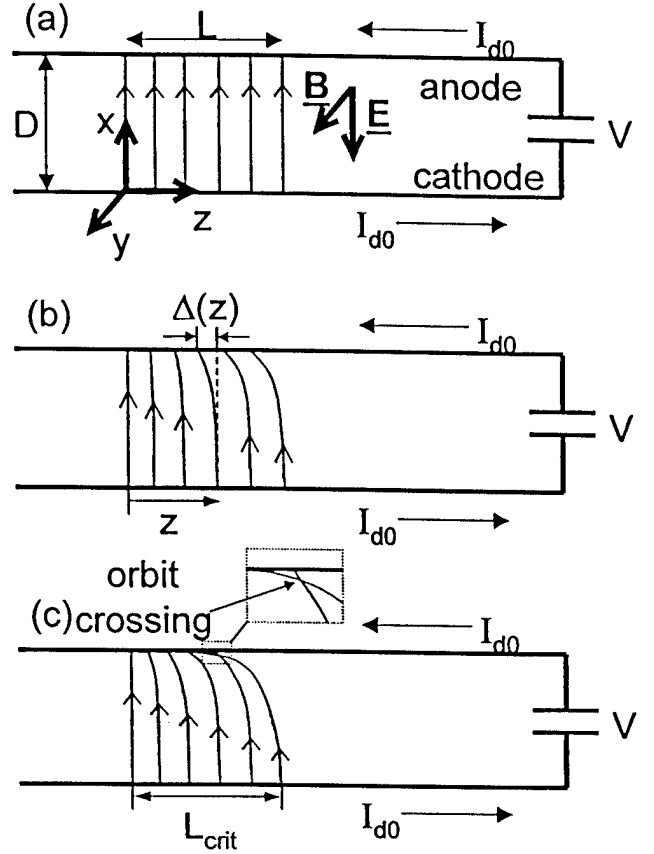 (a)
L
I_d0
D
x
B
E
anode
V
cathode
z
y
I_d0
(b)
Δ(z)
I_d0
V
z
I_d0
orbit
(c) crossing
I_d0
V
L_crit
I_d0